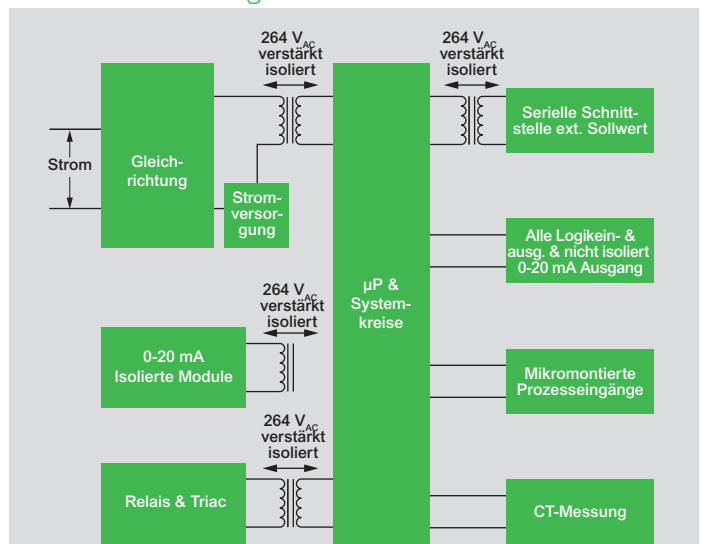 264 VAC
verstärkt
isoliert
264 VAC
verstärkt
isoliert
Strom
Gleich-
richtung
Strom-
versor-
gung
Serielle Schnitt-
stelle ext. Sollwert
µP &
System-
kreise
Alle Logikein- &
ausg. & nicht isoliert
0-20 mA Ausgang
264 VAC
verstärkt
isoliert
0-20 mA
Isolierte Module
Mikromontierte
Prozesseingänge
264 VAC
verstärkt
isoliert
Relais & Triac
CT-Messung